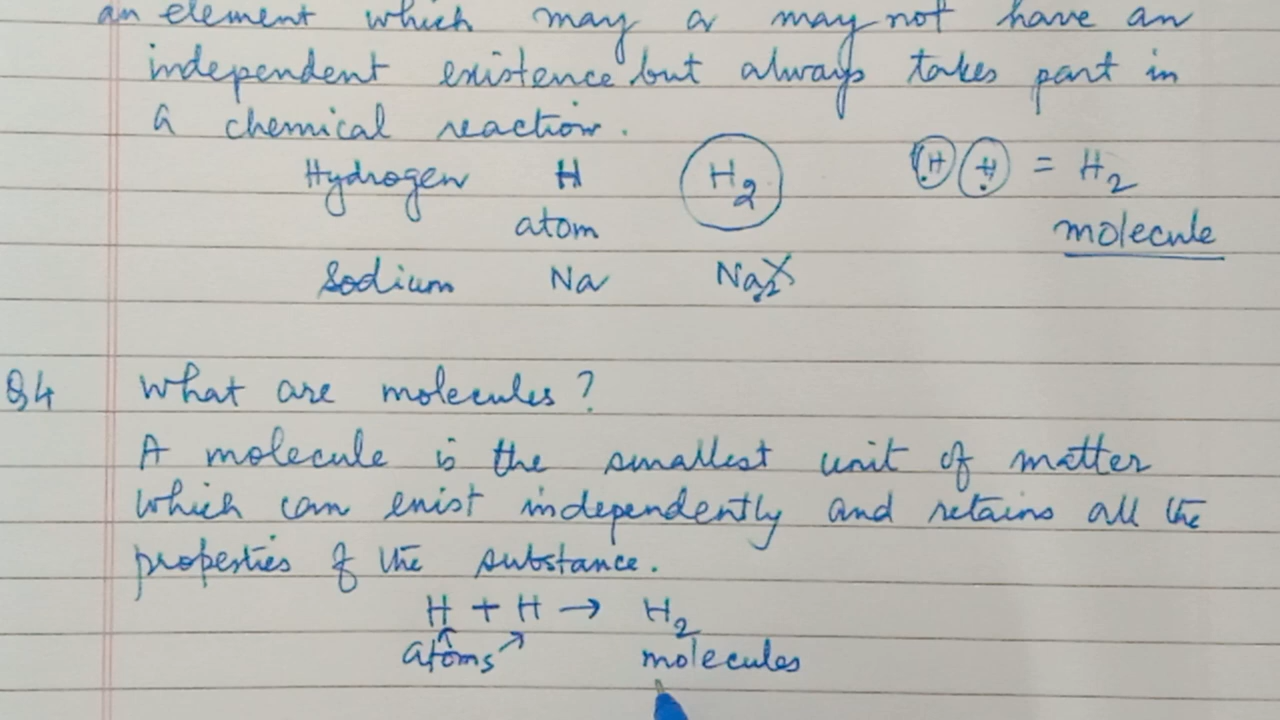 an element which may or may not have an
independent existence but always takes part in
a chemical reaction.
Hydrogen H H2 H H = H2
atom molecule
Sodium Na Na2
Q4 What are molecules?
A molecule is the smallest unit of matter
which can exist independently and retains all the
properties of the substance.
H + H → H2
atoms molecules